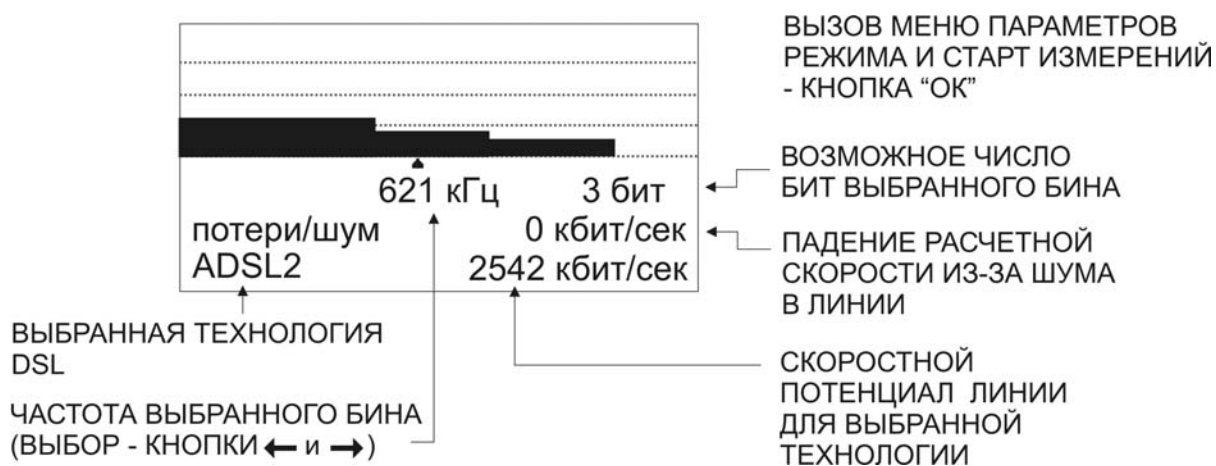 ВЫЗОВ МЕНЮ ПАРАМЕТРОВ
РЕЖИМА И СТАРТ ИЗМЕРЕНИЙ
- КНОПКА “ОК”
621 кГц 3 бит
потери/шум 0 кбит/сек
ADSL2 2542 кбит/сек
ВОЗМОЖНОЕ ЧИСЛО
БИТ ВЫБРАННОГО БИНА
ПАДЕНИЕ РАСЧЕТНОЙ
СКОРОСТИ ИЗ-ЗА ШУМА
В ЛИНИИ
ВЫБРАННАЯ ТЕХНОЛОГИЯ
DSL
ЧАСТОТА ВЫБРАННОГО БИНА
(ВЫБОР - КНОПКИ ← и →)
СКОРОСТНОЙ
ПОТЕНЦИАЛ ЛИНИИ
ДЛЯ ВЫБРАННОЙ
ТЕХНОЛОГИИ